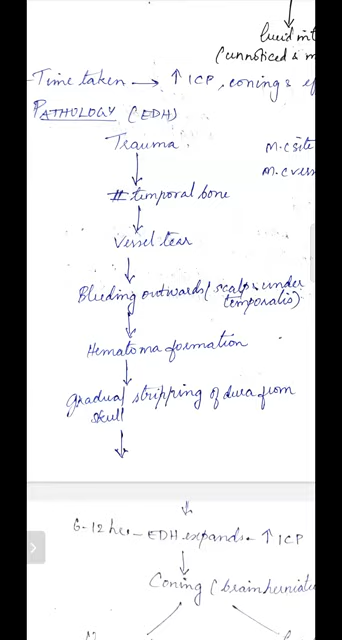 lucid int
(unnoticed & m
Time taken → ↑ ICP, coning & ef
PATHOLOGY (EDH)
Trauma
M.C site
M.C vess
# temporal bone
Vessel tear
Bleeding outwards (scalp & under
temporalis)
Hematoma formation
gradual stripping of dura from
skull
6-12 hrs - EDH expands - ↑ ICP
Coning (brain herniate